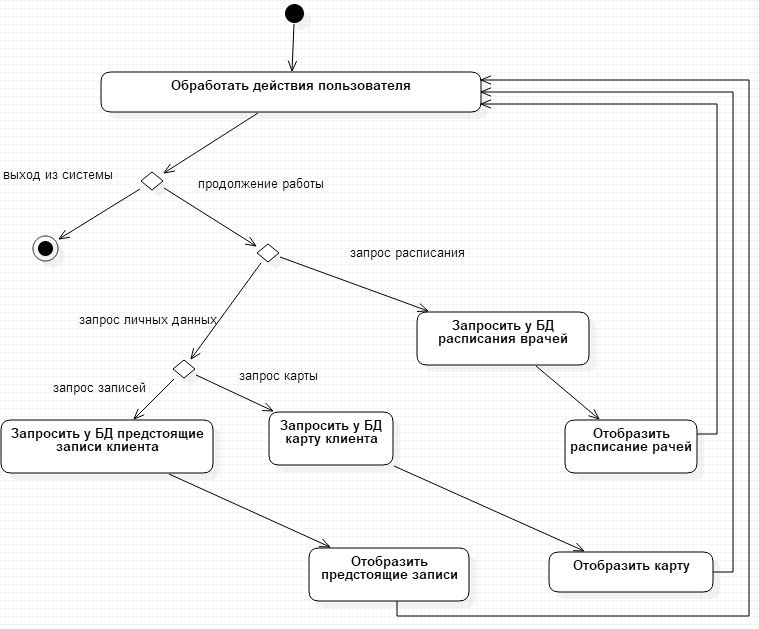 Обработать действия пользователя
выход из системы
продолжение работы
запрос расписания
запрос личных данных
Запросить у БД
расписания врачей
запрос карты
запрос записей
Запросить у БД предстоящие
записи клиента
Запросить у БД
карту клиента
Отобразить
расписание рачей
Отобразить
предстоящие записи
Отобразить карту